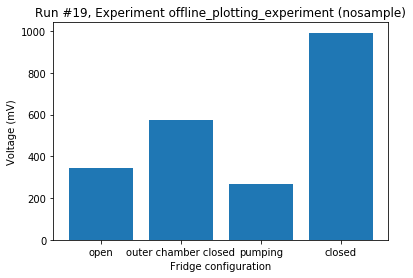 Run #19, Experiment offline_plotting_experiment (nosample)
1000
800
600
400
200
0
Voltage (mV)
open outer chamber closed pumping closed
Fridge configuration